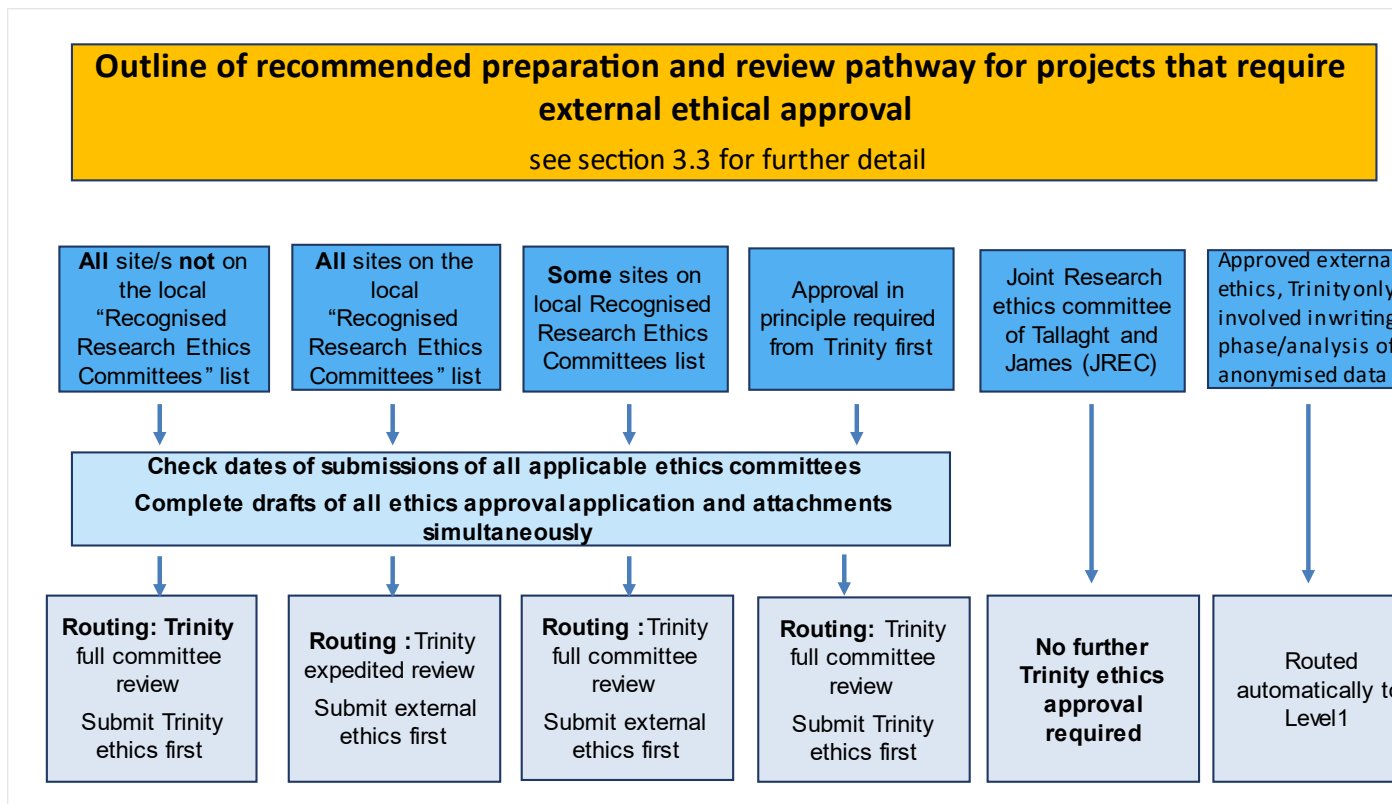 Outline of recommended preparation and review pathway for projects that require
external ethical approval
see section 3.3 for further detail
All site/s not on
the local
“Recognised
Research Ethics
Committees” list
All sites on the
local
“Recognised
Research Ethics
Committees” list
Some sites on
local Recognised
Research Ethics
Committees list
Approval in
principle required
from Trinity first
Joint Research
ethics committee
of Tallaght and
James (JREC)
Approved externa
ethics, Trinity only
involved in writing
phase/analysis of
anonymised data
Check dates of submissions of all applicable ethics committees
Complete drafts of all ethics approval application and attachments
simultaneously
Routing: Trinity
full committee
review
Submit Trinity
ethics first
Routing : Trinity
expedited review
Submit external
ethics first
Routing : Trinity
full committee
review
Submit external
ethics first
Routing: Trinity
full committee
review
Submit Trinity
ethics first
No further
Trinity ethics
approval
required
Routed
automatically to
Level1